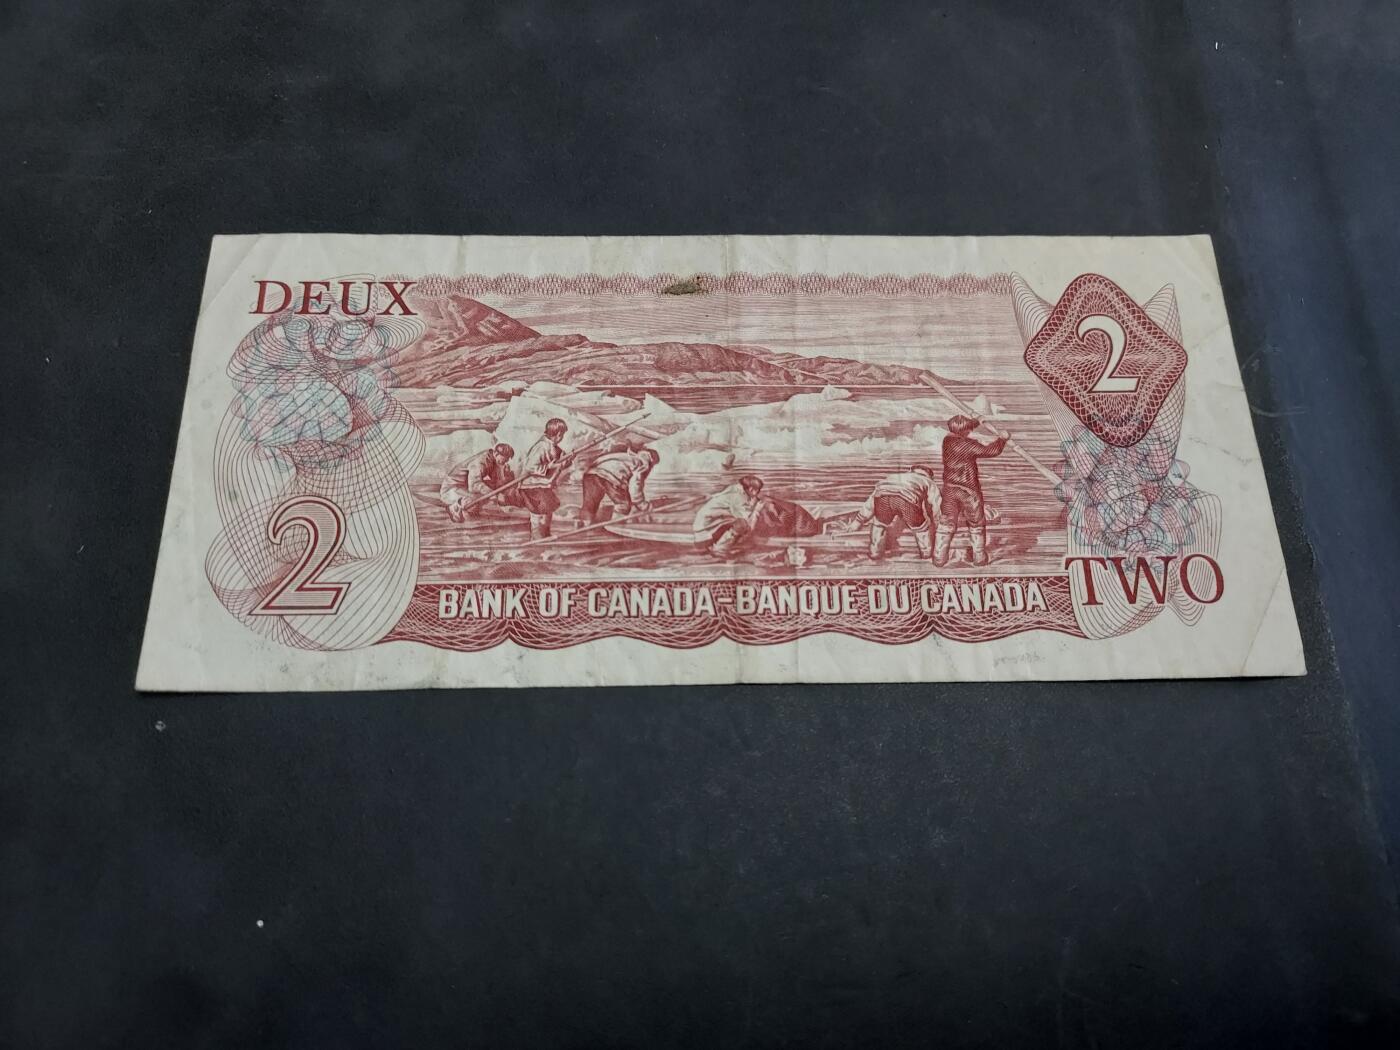 DEUX
2
2
BANK OF CANADA-BANQUE DU CANADA
TWO